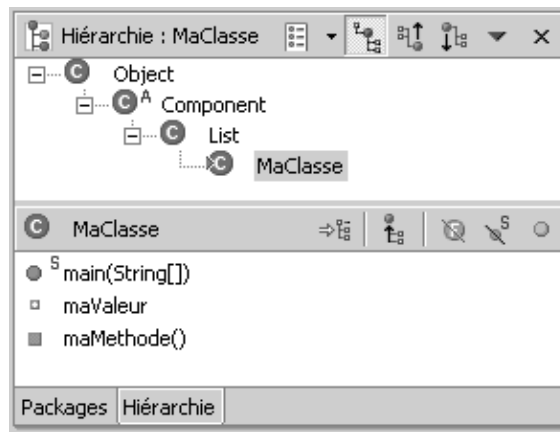 Hiérarchie : MaClasse
C Object
C A Component
C List
C MaClasse
C MaClasse
S
S main(String[])
maValeur
maMethode()
Packages Hiérarchie